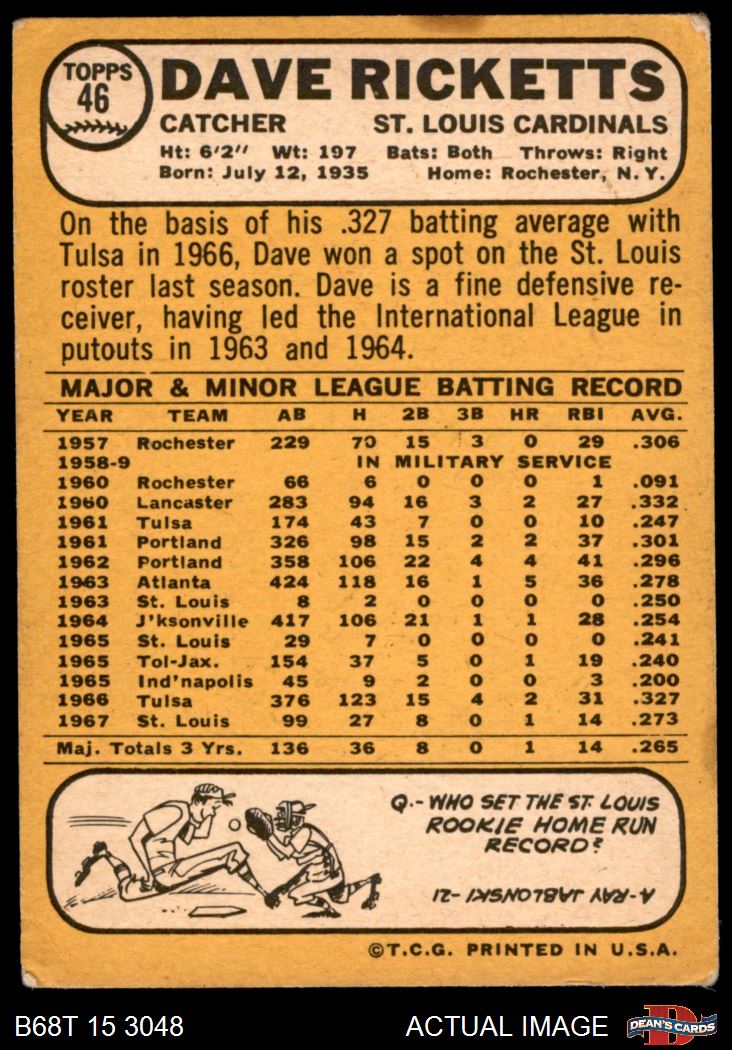 TOPPS
46
DAVE RICKETTS
CATCHER ST. LOUIS CARDINALS
Ht: 6'2" Wt: 197 Bats: Both Throws: Right
Born: July 12, 1935 Home: Rochester, N. Y.
On the basis of his .327 batting average with
Tulsa in 1966, Dave won a spot on the St. Louis
roster last season. Dave is a fine defensive re-
ceiver, having led the International League in
putouts in 1963 and 1964.
MAJOR & MINOR LEAGUE BATTING RECORD
YEAR TEAM AB H 2B 3B HR RBI AVG.
1957 Rochester 229 70 15 3 0 29 .306
1958-9 IN MILITARY SERVICE
1960 Rochester 66 6 0 0 0 1 .091
1960 Lancaster 283 94 16 3 2 27 .332
1961 Tulsa 174 43 7 0 0 10 .247
1961 Portland 326 98 15 2 2 37 .301
1962 Portland 358 106 22 4 4 41 .296
1963 Atlanta 424 118 16 1 5 36 .278
1963 St. Louis 8 2 0 0 0 0 .250
1964 J'ksonville 417 106 21 1 1 28 .254
1965 St. Louis 29 7 0 0 0 0 .241
1965 Tol-Jax. 154 37 5 0 1 19 .240
1965 Ind'napolis 45 9 2 0 0 3 .200
1966 Tulsa 376 123 15 4 2 31 .327
1967 St. Louis 99 27 8 0 1 14 .273
Maj. Totals 3 Yrs. 136 36 8 0 1 14 .265
Q.- WHO SET THE ST. LOUIS
ROOKIE HOME RUN
RECORD?
A- RAY JABLONSKI -21
©T.C.G. PRINTED IN U.S.A.
B68T 15 3048 ACTUAL IMAGE
D
DEAN'S CARDS